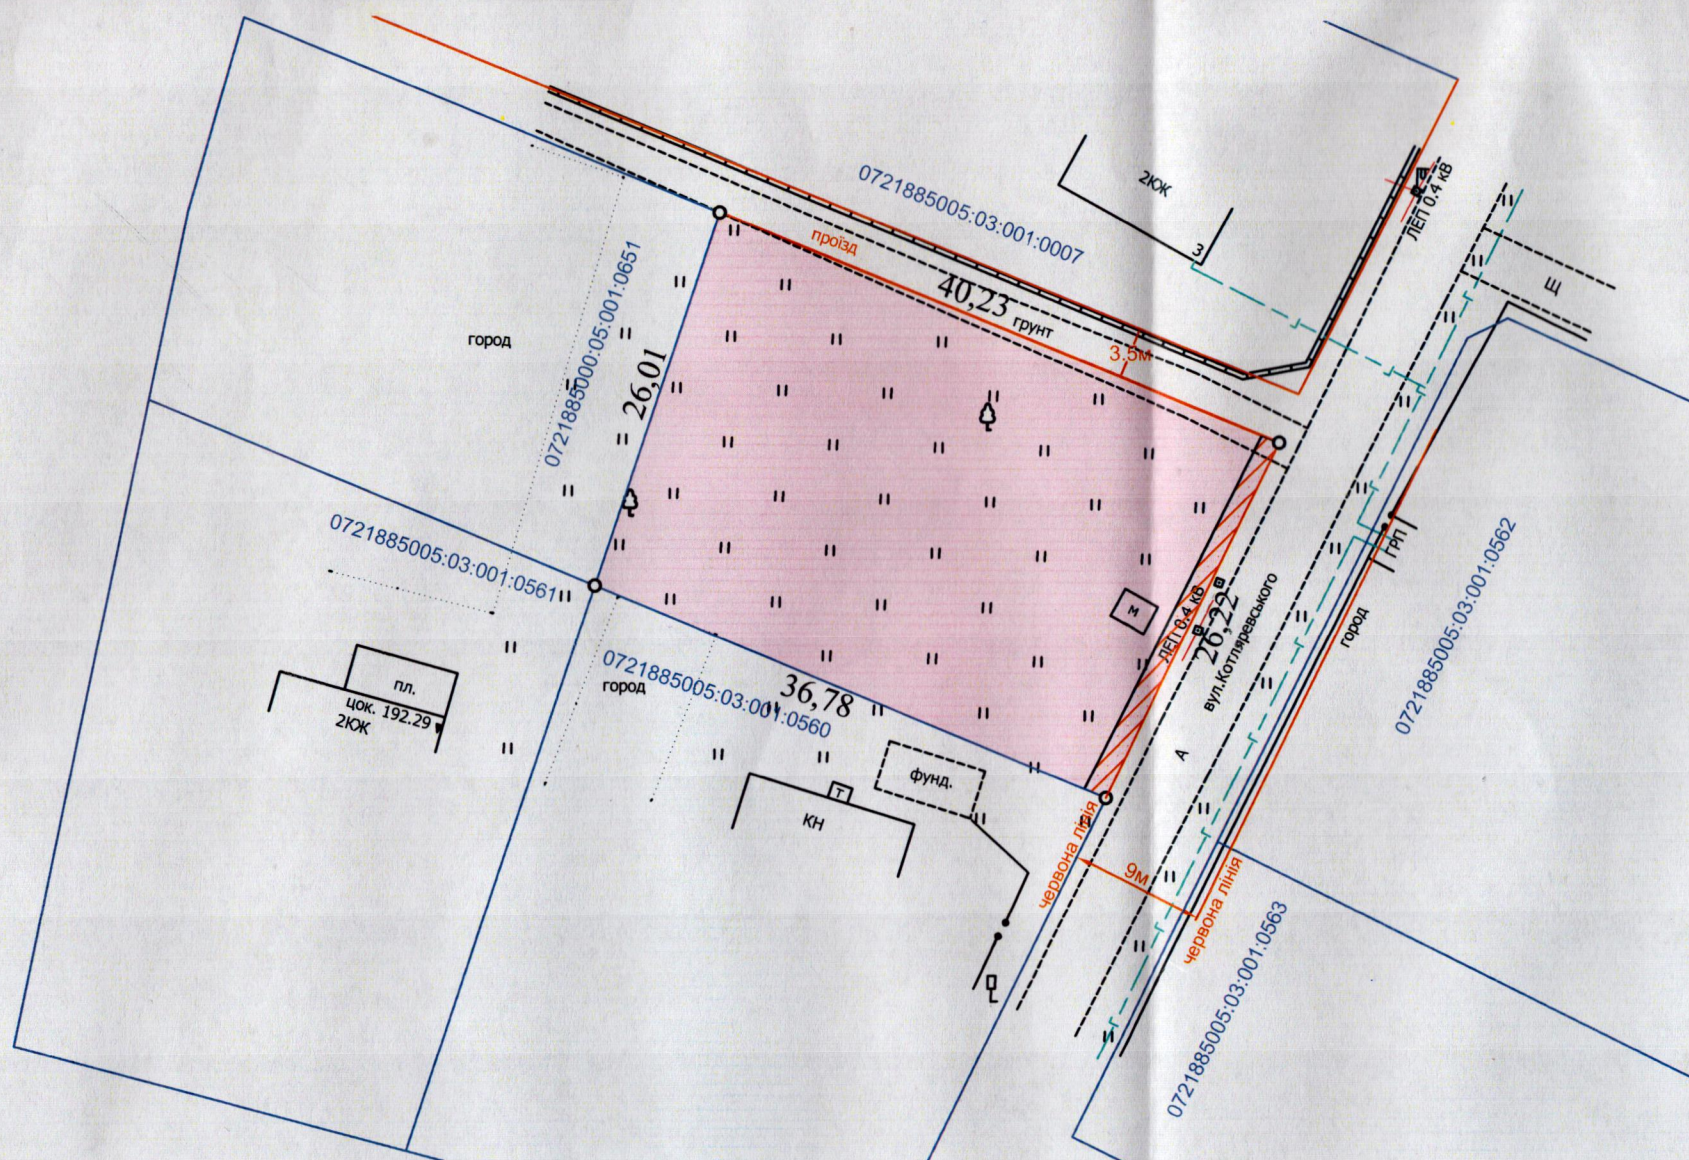 2КЖ
ЛЕП 0.4 кВ
0721885005:03:001:0007
проїзд
З
Щ
40,23
грунт
3.5м
город
0721885000:05:001:0651
26,01
0721885005:03:001:0561
ГРП
0721885005:03:001:0562
город
м
ЛЕП 0.4 кВ
26,22
вул.Котляревського
А
0721885005:03:001:0560
город
36,78
пл.
цок. 192.29
2КЖ
фунд.
Т
КН
червона лінія
9м
червона лінія
0721885005:03:001:0563